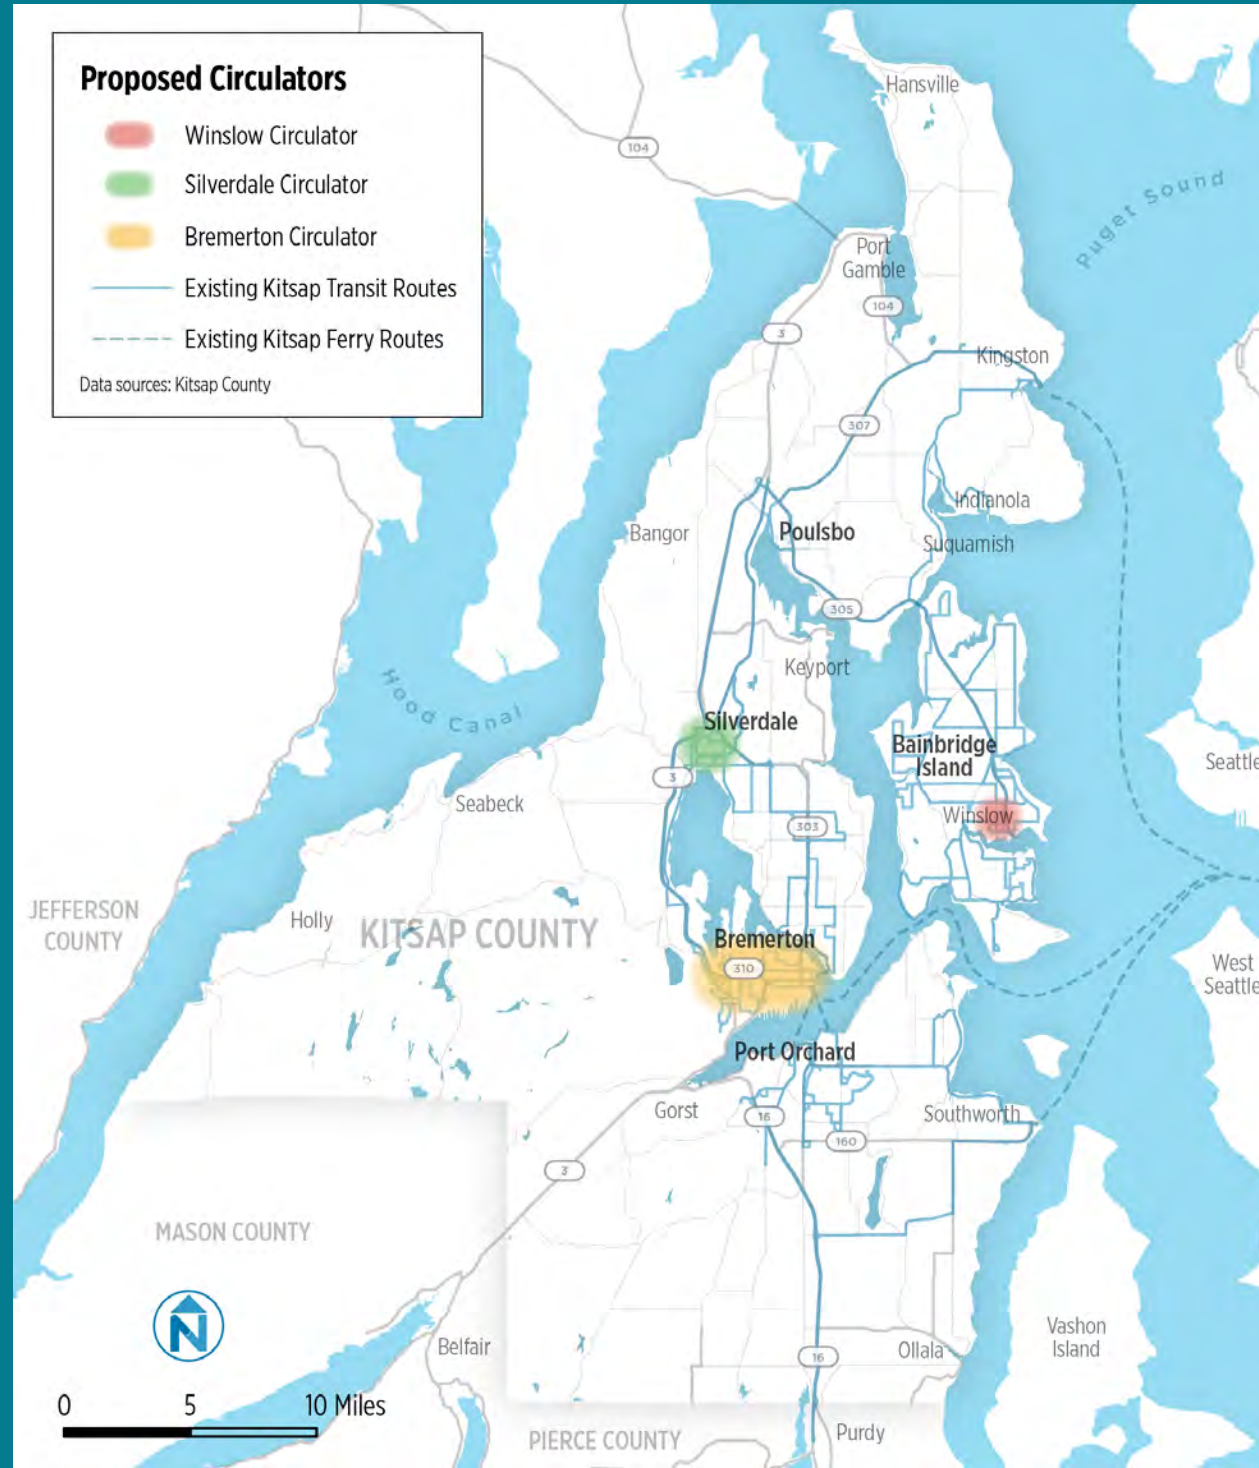 Proposed Circulators
Winslow Circulator
Silverdale Circulator
Bremerton Circulator
Existing Kitsap Transit Routes
Existing Kitsap Ferry Routes
Data sources: Kitsap County
Hansville
104
Puget Sound
Port
Gamble
104
3
Kingston
307
Indianola
Bangor
Poulsbo
Suquamish
305
Keyport
Hood Canal
Silverdale
Bainbridge
Island
Seattle
3
Seabeck
Winslow
303
JEFFERSON
COUNTY
Holly
KITSAP COUNTY
Bremerton
310
West
Seattle
Port Orchard
Gorst
16
Southworth
160
3
MASON COUNTY
N
Vashon
Island
Belfair
Ollala
16
0 5 10 Miles
Purdy
PIERCE COUNTY